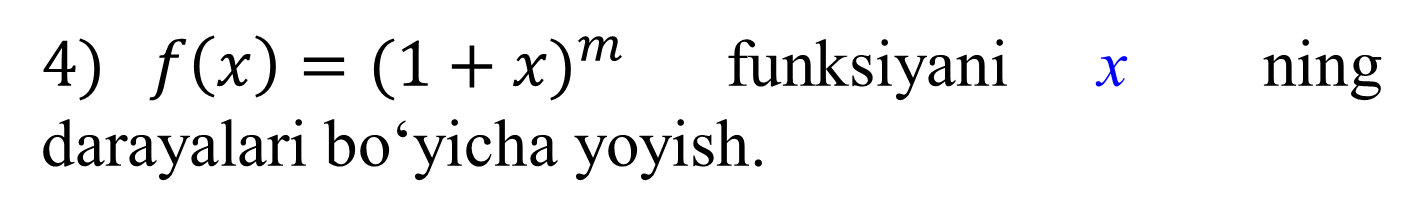 4) f(x) = (1 + x)^m funksiyani x ning
darayalari bo‘yicha yoyish.